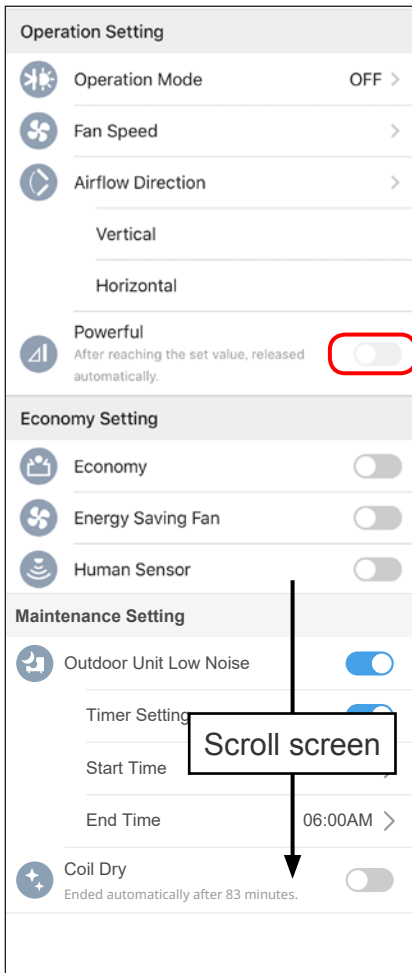 Operation Setting
Operation Mode OFF
Fan Speed
Airflow Direction
Vertical
Horizontal
Powerful
After reaching the set value, released
automatically.
Economy Setting
Economy
Energy Saving Fan
Human Sensor
Maintenance Setting
Outdoor Unit Low Noise
Timer Setting
Scroll screen
Start Time
End Time 06:00AM
Coil Dry
Ended automatically after 83 minutes.